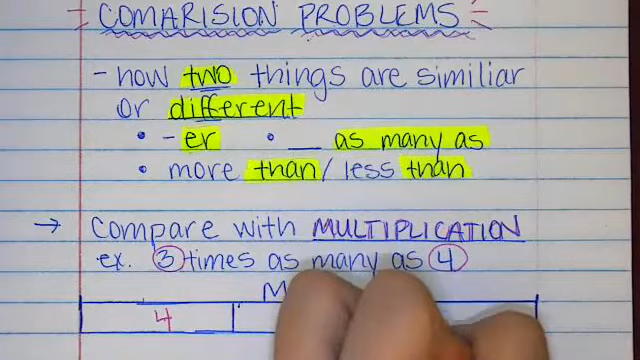 COMARISION PROBLEMS
- how two things are similiar
or different
• - er • __ as many as
• more than / less than
→ Compare with MULTIPLICATION
ex. 3 times as many as 4
M
4